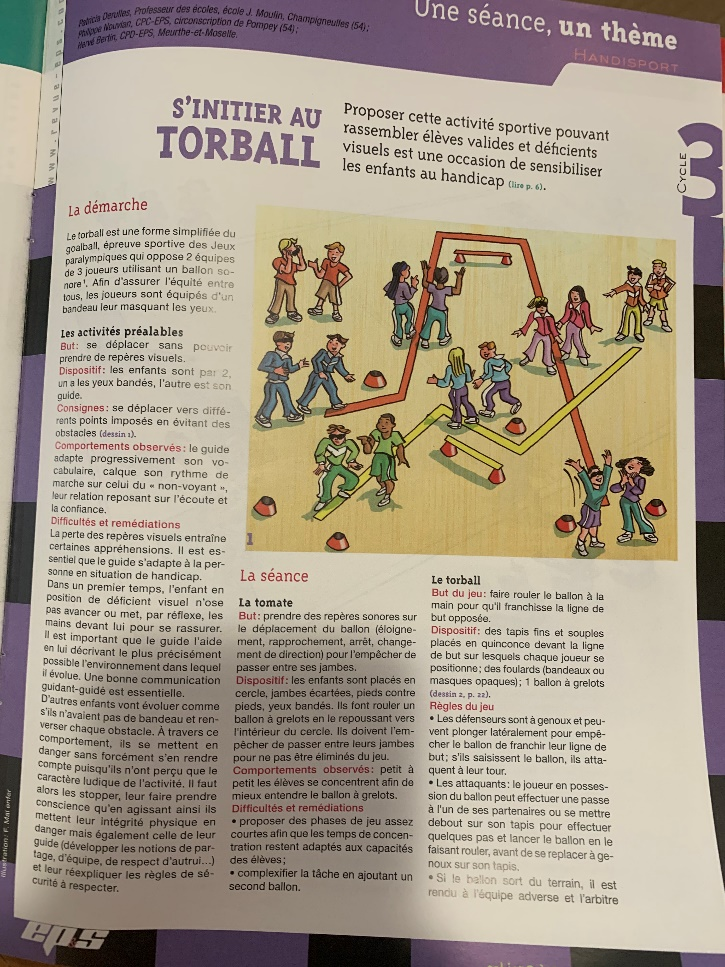 Patricia Derulles, Professeur des écoles, école J. Moulin, Champigneulles (54);
Philippe Nouvian, CPC-EPS, circonscription de Pompey (54);
Hervé Bertin, CPD-EPS, Meurthe-et-Moselle.
Une séance, un thème
HANDISPORT
S'INITIER AU
TORBALL
Proposer cette activité sportive pouvant
rassembler élèves valides et déficients
visuels est une occasion de sensibiliser
les enfants au handicap (lire p. 6).
CYCLE
3
La démarche
Le torball est une forme simplifiée du
goalball, épreuve sportive des Jeux
paralympiques qui oppose 2 équipes
de 3 joueurs utilisant un ballon so-
nore¹. Afin d'assurer l'équité entre
tous, les joueurs sont équipés d'un
bandeau leur masquant les yeux.
Les activités préalables
But: se déplacer sans pouvoir
prendre de repères visuels.
Dispositif: les enfants sont par 2,
un a les yeux bandés, l'autre est son
guide.
Consignes: se déplacer vers diffé-
rents points imposés en évitant des
obstacles (dessin 1).
Comportements observés: le guide
adapte progressivement son vo-
cabulaire, calque son rythme de
marche sur celui du « non-voyant »,
leur relation reposant sur l'écoute et
la confiance.
Difficultés et remédiations
La perte des repères visuels entraîne
certaines appréhensions. Il est es-
sentiel que le guide s'adapte à la per-
sonne en situation de handicap.
Dans un premier temps, l'enfant en
position de déficient visuel n'ose
pas avancer ou met, par réflexe, les
mains devant lui pour se rassurer.
Il est important que le guide l'aide
en lui décrivant le plus précisément
possible l'environnement dans lequel
il évolue. Une bonne communication
guidant-guidé est essentielle.
D'autres enfants vont évoluer comme
s'ils n'avaient pas de bandeau et ren-
verser chaque obstacle. À travers ce
comportement, ils se mettent en
danger sans forcément s'en rendre
compte puisqu'ils n'ont perçu que le
caractère ludique de l'activité. Il faut
alors les stopper, leur faire prendre
conscience qu'en agissant ainsi ils
mettent leur intégrité physique en
danger mais également celle de leur
guide (développer les notions de par-
tage, d'équipe, de respect d'autrui...)
et leur réexpliquer les règles de sé-
curité à respecter.
1
La séance
La tomate
But: prendre des repères sonores sur
le déplacement du ballon (éloigne-
ment, rapprochement, arrêt, change-
ment de direction) pour l'empêcher de
passer entre ses jambes.
Dispositif: les enfants sont placés en
cercle, jambes écartées, pieds contre
pieds, yeux bandés. Ils font rouler un
ballon à grelots en le repoussant vers
l'intérieur du cercle. Ils doivent l'em-
pêcher de passer entre leurs jambes
pour ne pas être éliminés du jeu.
Comportements observés: petit à
petit les élèves se concentrent afin de
mieux entendre le ballon à grelots.
Difficultés et remédiations
• proposer des phases de jeu assez
courtes afin que les temps de concen-
tration restent adaptés aux capacités
des élèves;
• complexifier la tâche en ajoutant un
second ballon.
Le torball
But du jeu: faire rouler le ballon à la
main pour qu'il franchisse la ligne de
but opposée.
Dispositif: des tapis fins et souples
placés en quinconce devant la ligne
de but sur lesquels chaque joueur se
positionne; des foulards (bandeaux ou
masques opaques); 1 ballon à grelots
(dessin 2, p. 22).
Règles du jeu
• Les défenseurs sont à genoux et peu-
vent plonger latéralement pour empê-
cher le ballon de franchir leur ligne de
but; s'ils saisissent le ballon, ils atta-
quent à leur tour.
• Les attaquants: le joueur en posses-
sion du ballon peut effectuer une passe
à l'un de ses partenaires ou se mettre
debout sur son tapis pour effectuer
quelques pas et lancer le ballon en le
faisant rouler, avant de se replacer à ge-
noux sur son tapis.
• Si le ballon sort du terrain, il est
rendu à l'équipe adverse et l'arbitre
Illustration: F. Mal enfer
eps